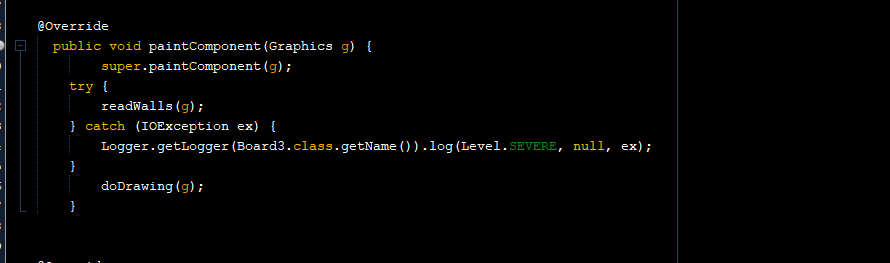 @Override
public void paintComponent(Graphics g) {
super.paintComponent(g);
try {
readWalls(g);
} catch (IOException ex) {
Logger.getLogger(Board3.class.getName()).log(Level.SEVERE, null, ex);
}
doDrawing(g);
}